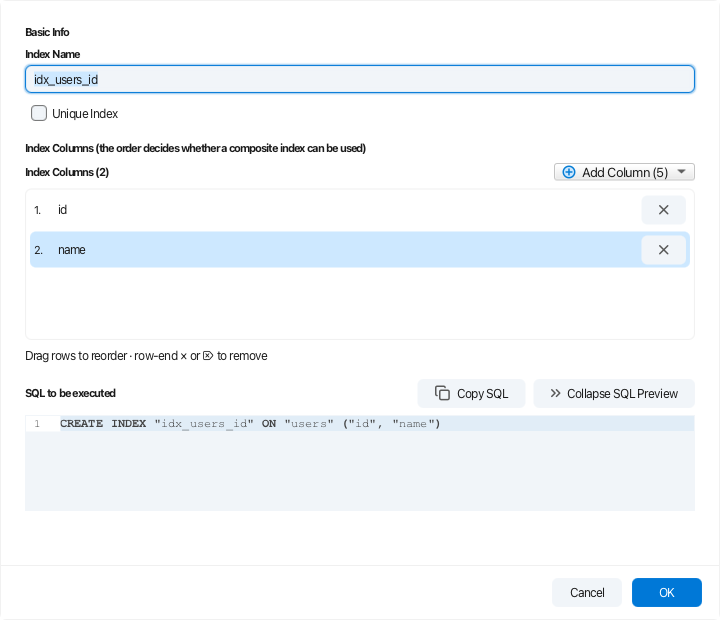 Basic Info
Index Name
idx_users_id
Unique Index
Index Columns (the order decides whether a composite index can be used)
Index Columns (2)
Add Column (5)
1. id
2. name
Drag rows to reorder · row-end × or ⌦ to remove
SQL to be executed
Copy SQL
Collapse SQL Preview
1 CREATE INDEX "idx_users_id" ON "users" ("id", "name")
Cancel
OK